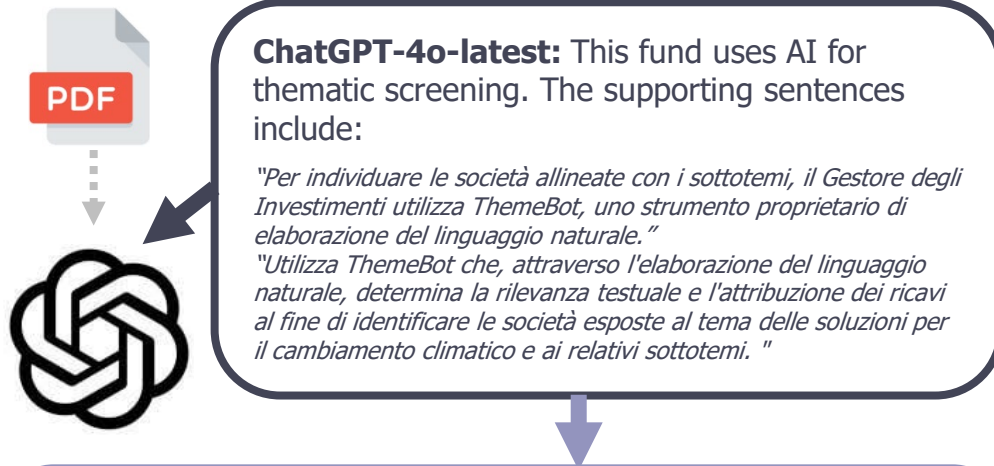 PDF
ChatGPT-4o-latest: This fund uses AI for
thematic screening. The supporting sentences
include:
“Per individuare le società allineate con i sottotemi, il Gestore degli
Investimenti utilizza ThemeBot, uno strumento proprietario di
elaborazione del linguaggio naturale.”
“Utilizza ThemeBot che, attraverso l'elaborazione del linguaggio
naturale, determina la rilevanza testuale e l'attribuzione dei ricavi
al fine di identificare le società esposte al tema delle soluzioni per
il cambiamento climatico e ai relativi sottotemi. "